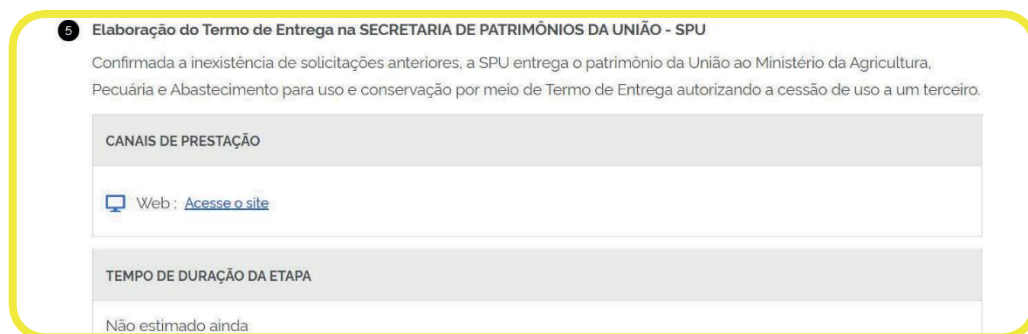 5 Elaboração do Termo de Entrega na SECRETARIA DE PATRIMÔNIOS DA UNIÃO - SPU
Confirmada a inexistência de solicitações anteriores, a SPU entrega o patrimônio da União ao Ministério da Agricultura,
Pecuária e Abastecimento para uso e conservação por meio de Termo de Entrega autorizando a cessão de uso a um terceiro.
CANAIS DE PRESTAÇÃO
Web : Acesse o site
TEMPO DE DURAÇÃO DA ETAPA
Não estimado ainda